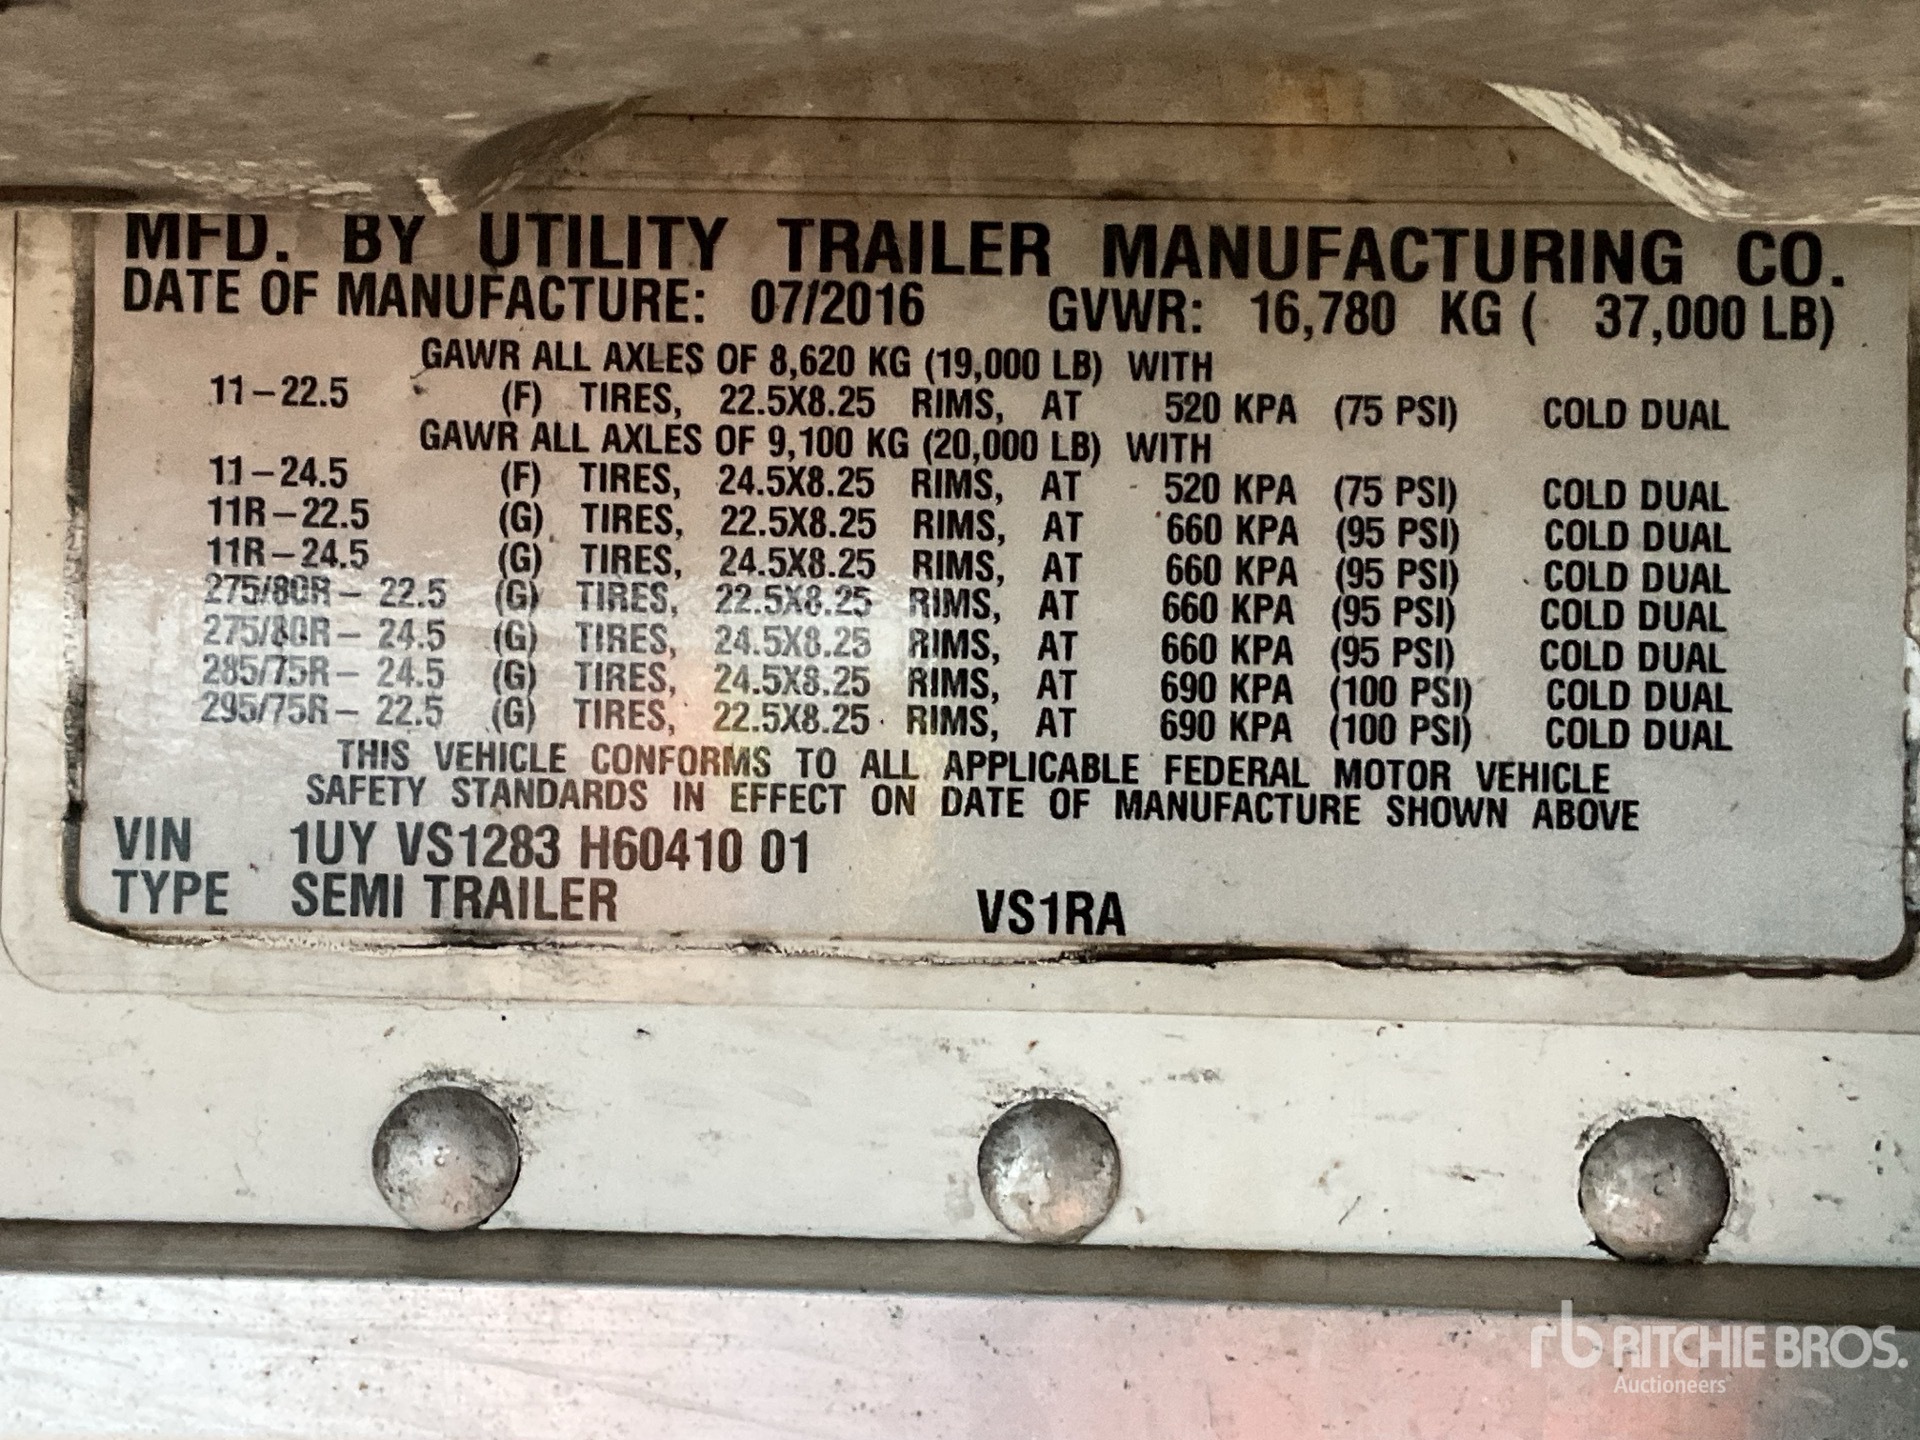 MFD. BY UTILITY TRAILER MANUFACTURING CO.
DATE OF MANUFACTURE: 07/2016 GVWR: 16,780 KG ( 37,000 LB)
GAWR ALL AXLES OF 8,620 KG (19,000 LB) WITH
11-22.5 (F) TIRES, 22.5X8.25 RIMS, AT 520 KPA (75 PSI) COLD DUAL
GAWR ALL AXLES OF 9,100 KG (20,000 LB) WITH
11-24.5 (F) TIRES, 24.5X8.25 RIMS, AT 520 KPA (75 PSI) COLD DUAL
11R-22.5 (G) TIRES, 22.5X8.25 RIMS, AT 660 KPA (95 PSI) COLD DUAL
11R-24.5 (G) TIRES, 24.5X8.25 RIMS, AT 660 KPA (95 PSI) COLD DUAL
275/80R- 22.5 (G) TIRES, 22.5X8.25 RIMS, AT 660 KPA (95 PSI) COLD DUAL
275/80R- 24.5 (G) TIRES, 24.5X8.25 RIMS, AT 660 KPA (95 PSI) COLD DUAL
285/75R- 24.5 (G) TIRES, 24.5X8.25 RIMS, AT 690 KPA (100 PSI) COLD DUAL
295/75R- 22.5 (G) TIRES, 22.5X8.25 RIMS, AT 690 KPA (100 PSI) COLD DUAL
THIS VEHICLE CONFORMS TO ALL APPLICABLE FEDERAL MOTOR VEHICLE
SAFETY STANDARDS IN EFFECT ON DATE OF MANUFACTURE SHOWN ABOVE
VIN 1UY VS1283 H60410 01
TYPE SEMI TRAILER VS1RA
rb RITCHIE BROS.
Auctioneers